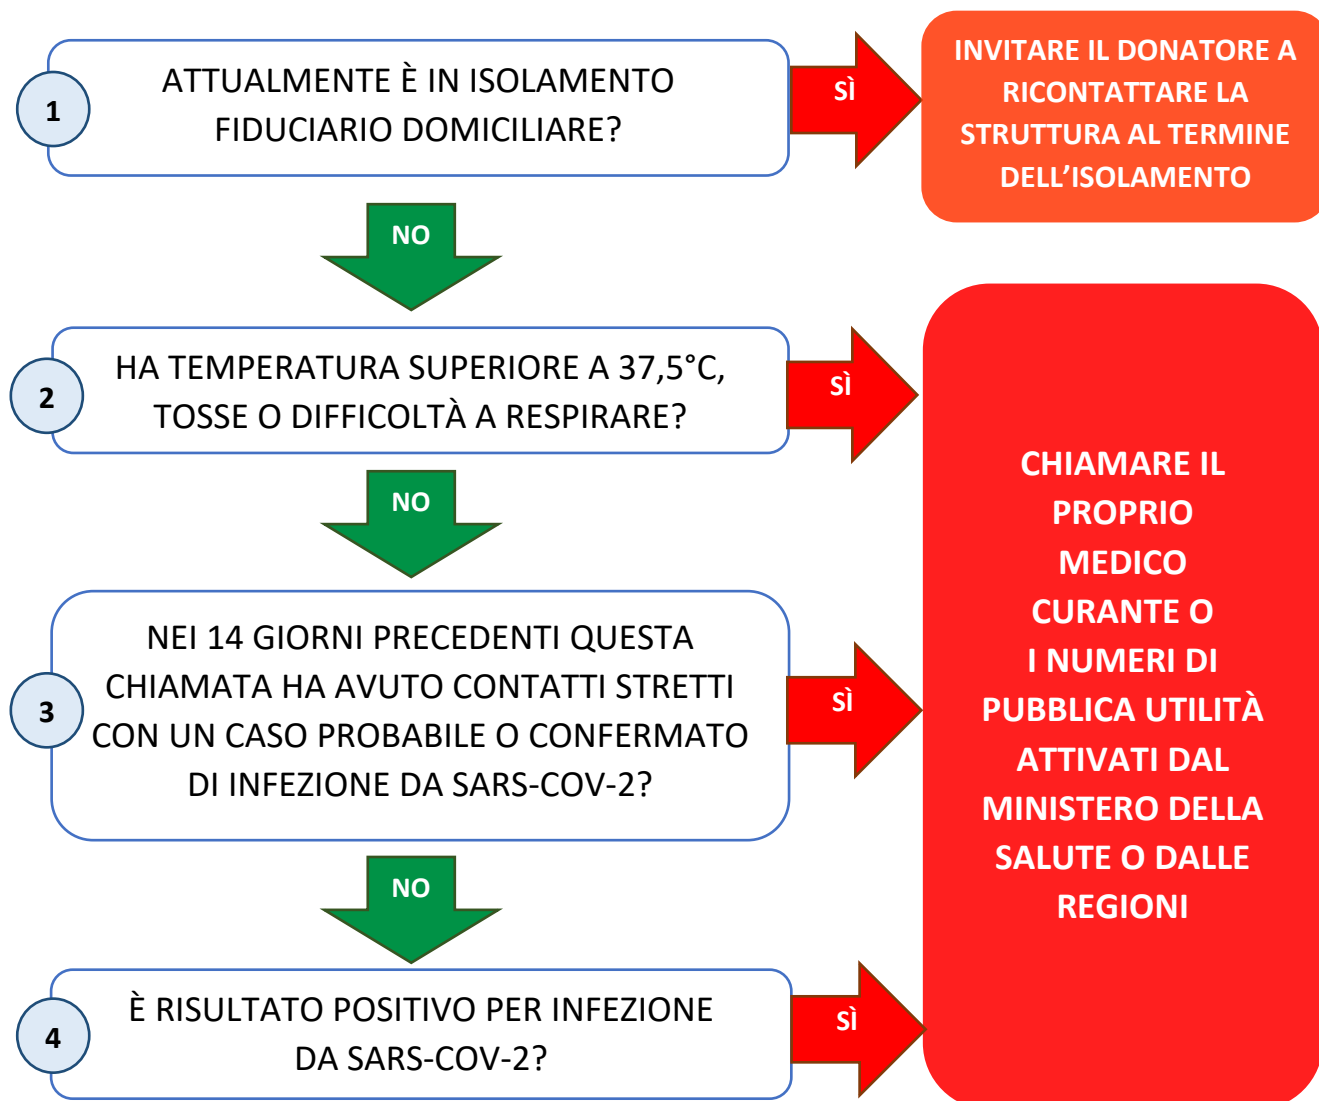 1
ATTUALMENTE È IN ISOLAMENTO
FIDUCIARIO DOMICILIARE?
SÌ
INVITARE IL DONATORE A
RICONTATTARE LA
STRUTTURA AL TERMINE
DELL’ISOLAMENTO
NO
2
HA TEMPERATURA SUPERIORE A 37,5°C,
TOSSE O DIFFICOLTÀ A RESPIRARE?
SÌ
NO
3
NEI 14 GIORNI PRECEDENTI QUESTA
CHIAMATA HA AVUTO CONTATTI STRETTI
CON UN CASO PROBABILE O CONFERMATO
DI INFEZIONE DA SARS-COV-2?
SÌ
NO
4
È RISULTATO POSITIVO PER INFEZIONE
DA SARS-COV-2?
SÌ
CHIAMARE IL
PROPRIO
MEDICO
CURANTE O
I NUMERI DI
PUBBLICA UTILITÀ
ATTIVATI DAL
MINISTERO DELLA
SALUTE O DALLE
REGIONI